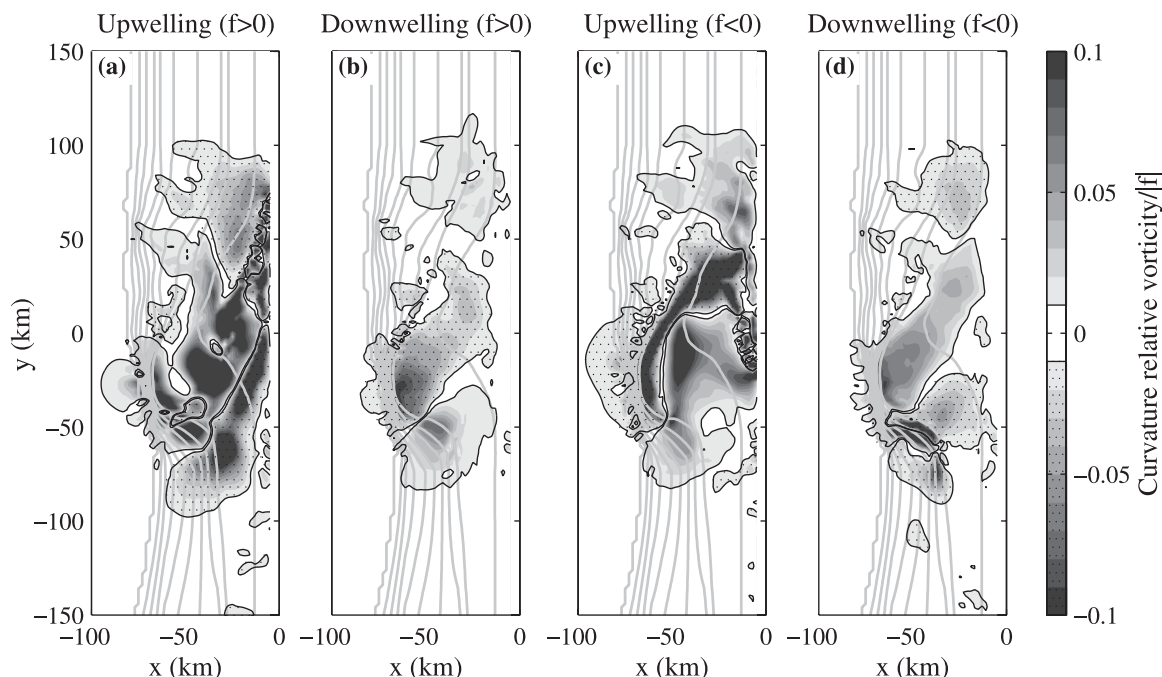 Upwelling (f>0)
Downwelling (f>0)
Upwelling (f<0)
Downwelling (f<0)
(a)
(b)
(c)
(d)
150
100
50
0
−50
−100
−150
y (km)
−100
−50
0
x (km)
−100
−50
0
x (km)
−100
−50
0
x (km)
−100
−50
0
x (km)
0.1
0.05
0
−0.05
−0.1
Curvature relative vorticity/|f|